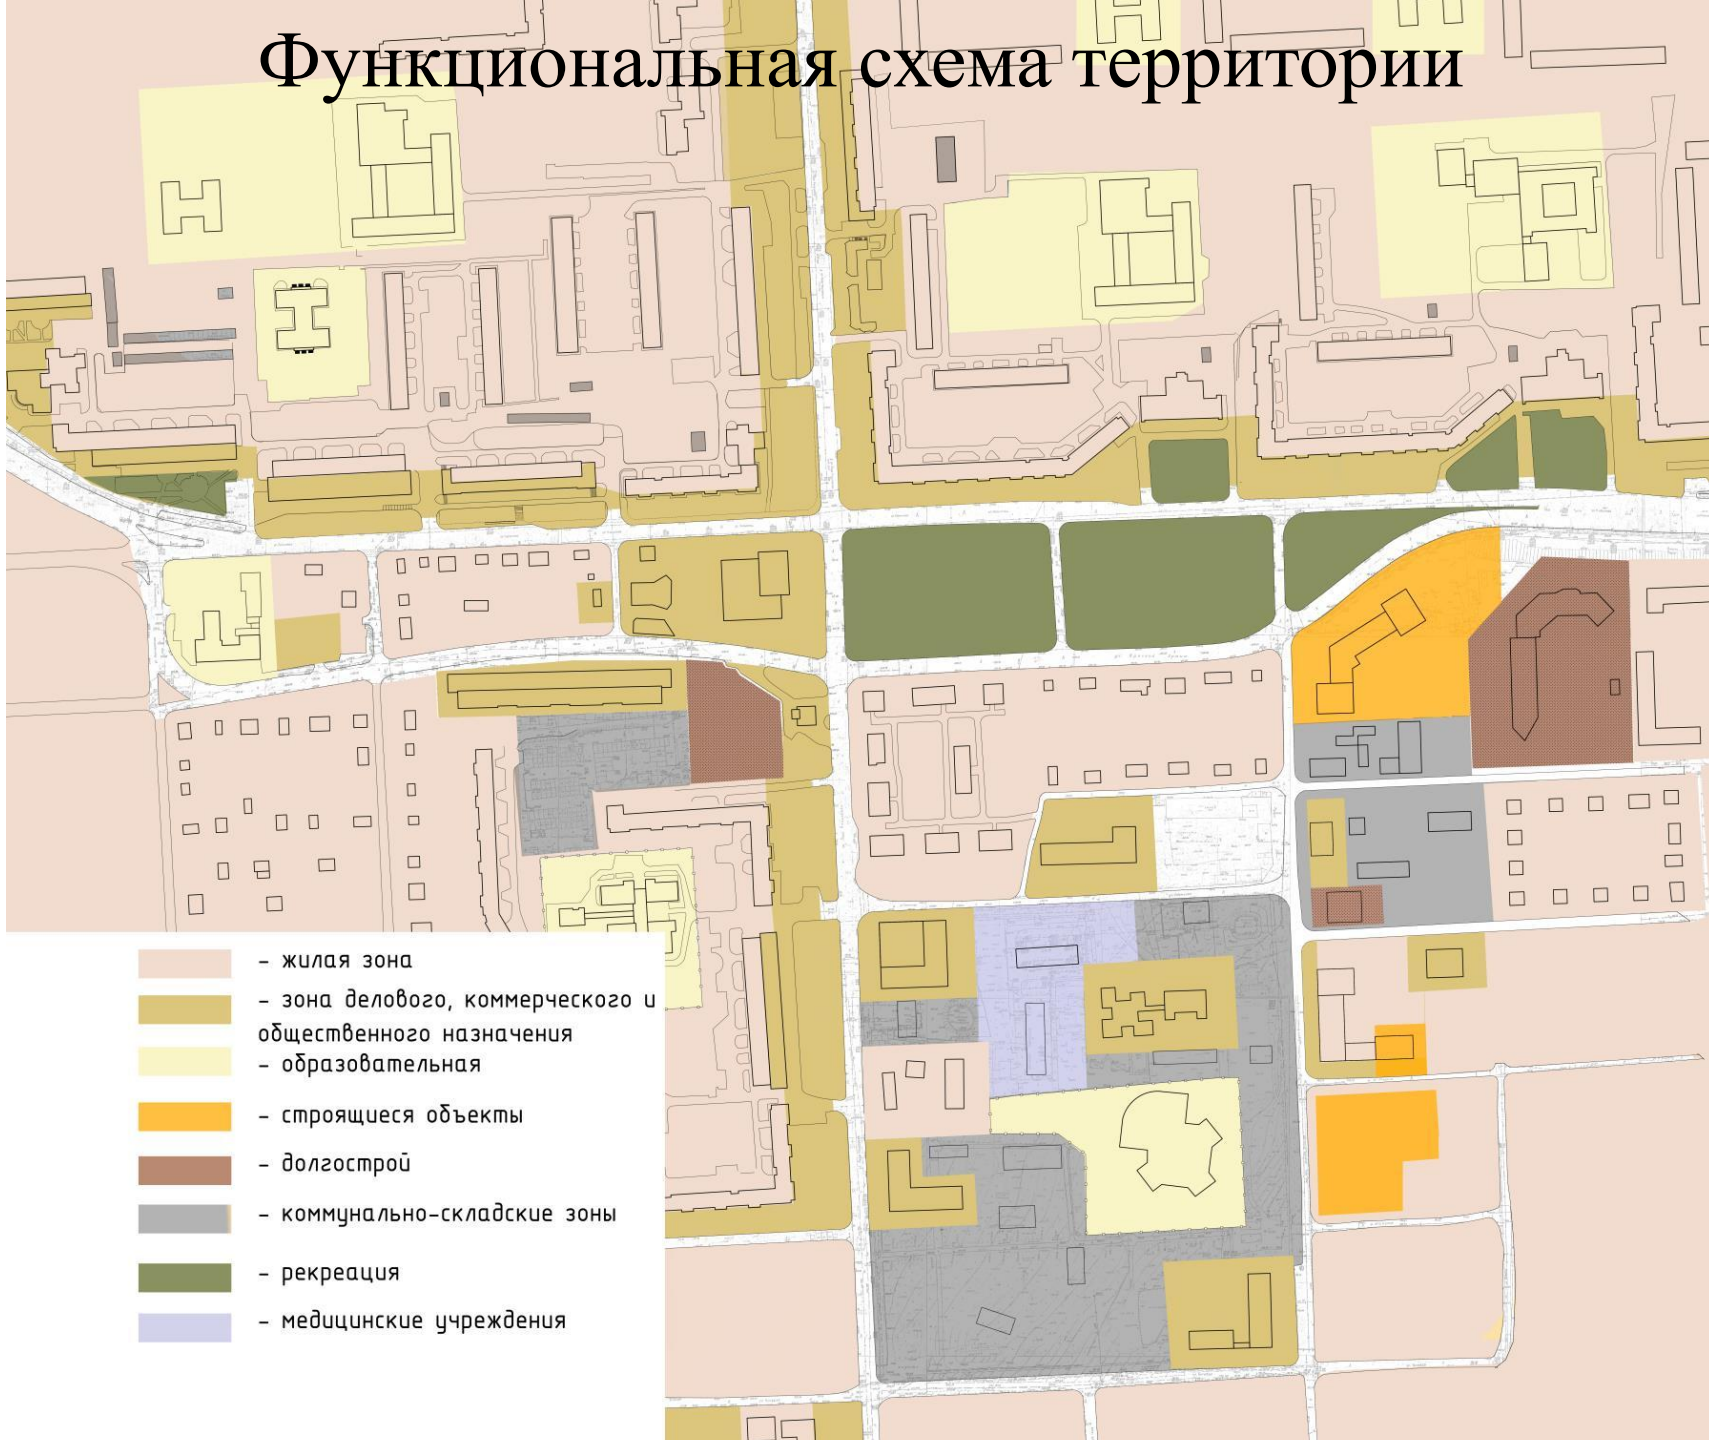 Функциональная схема территории
- жилая зона
- зона делового, коммерческого и
общественного назначения
- образовательная
- строящиеся объекты
- долгострой
- коммунально-складские зоны
- рекреация
- медицинские учреждения